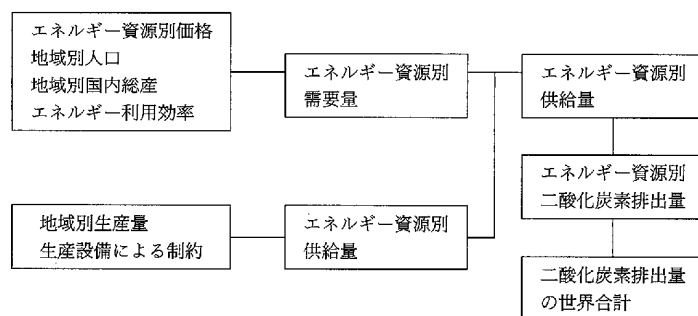 エネルギー資源別価格
地域別人口
地域別国内総産
エネルギー利用効率
エネルギー資源別
需要量
エネルギー資源別
供給量
エネルギー資源別
二酸化炭素排出量
地域別生産量
生産設備による制約
エネルギー資源別
供給量
二酸化炭素排出量
の世界合計